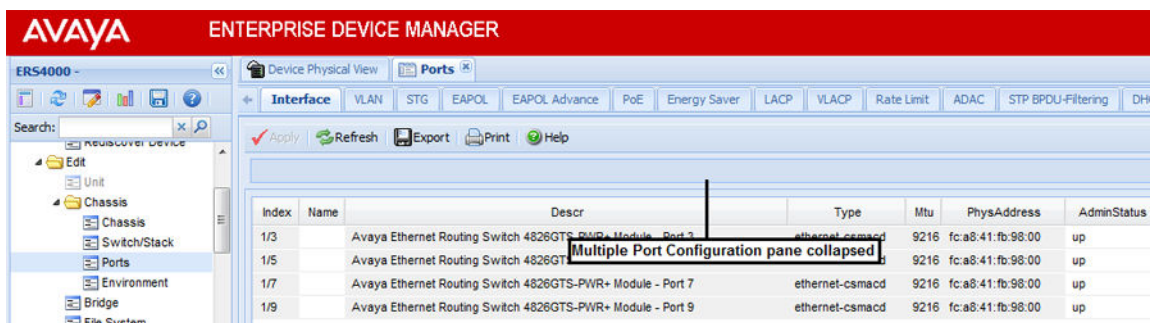 AVAYA ENTERPRISE DEVICE MANAGER
ERS4000 -
Device Physical View
Ports
Interface VLAN STG EAPOL EAPOL Advance PoE Energy Saver LACP VLACP Rate Limit ADAC STP BPDU-Filtering
Search:
Apply Refresh Export Print Help
Rediscover Device
Edit
Unit
Chassis
Chassis
Switch/Stack
Ports
Environment
Bridge
File System
Index Name Descr Type Mtu PhysAddress AdminStatus
1/3 Avaya Ethernet Routing Switch 4826GTS-PWR+ Module - Port 3 ethernet-csmacd 9216 fc:a8:41:fb:98:00 up
Multiple Port Configuration pane collapsed
1/5 Avaya Ethernet Routing Switch 9216 fc:a8:41:fb:98:00 up
1/7 Avaya Ethernet Routing Switch 4826GTS-PWR+ Module - Port 7 ethernet-csmacd 9216 fc:a8:41:fb:98:00 up
1/9 Avaya Ethernet Routing Switch 4826GTS-PWR+ Module - Port 9 ethernet-csmacd 9216 fc:a8:41:fb:98:00 up